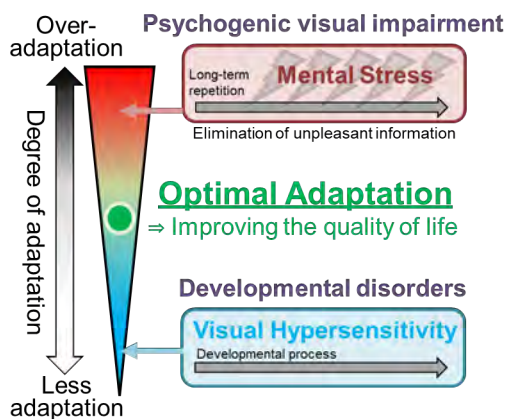 Over-
adaptation
Degree of adaptation
Less
adaptation
Psychogenic visual impairment
Long-term
repetition
Mental Stress
Elimination of unpleasant information
Optimal Adaptation
⇒ Improving the quality of life
Developmental disorders
Visual Hypersensitivity
Developmental process